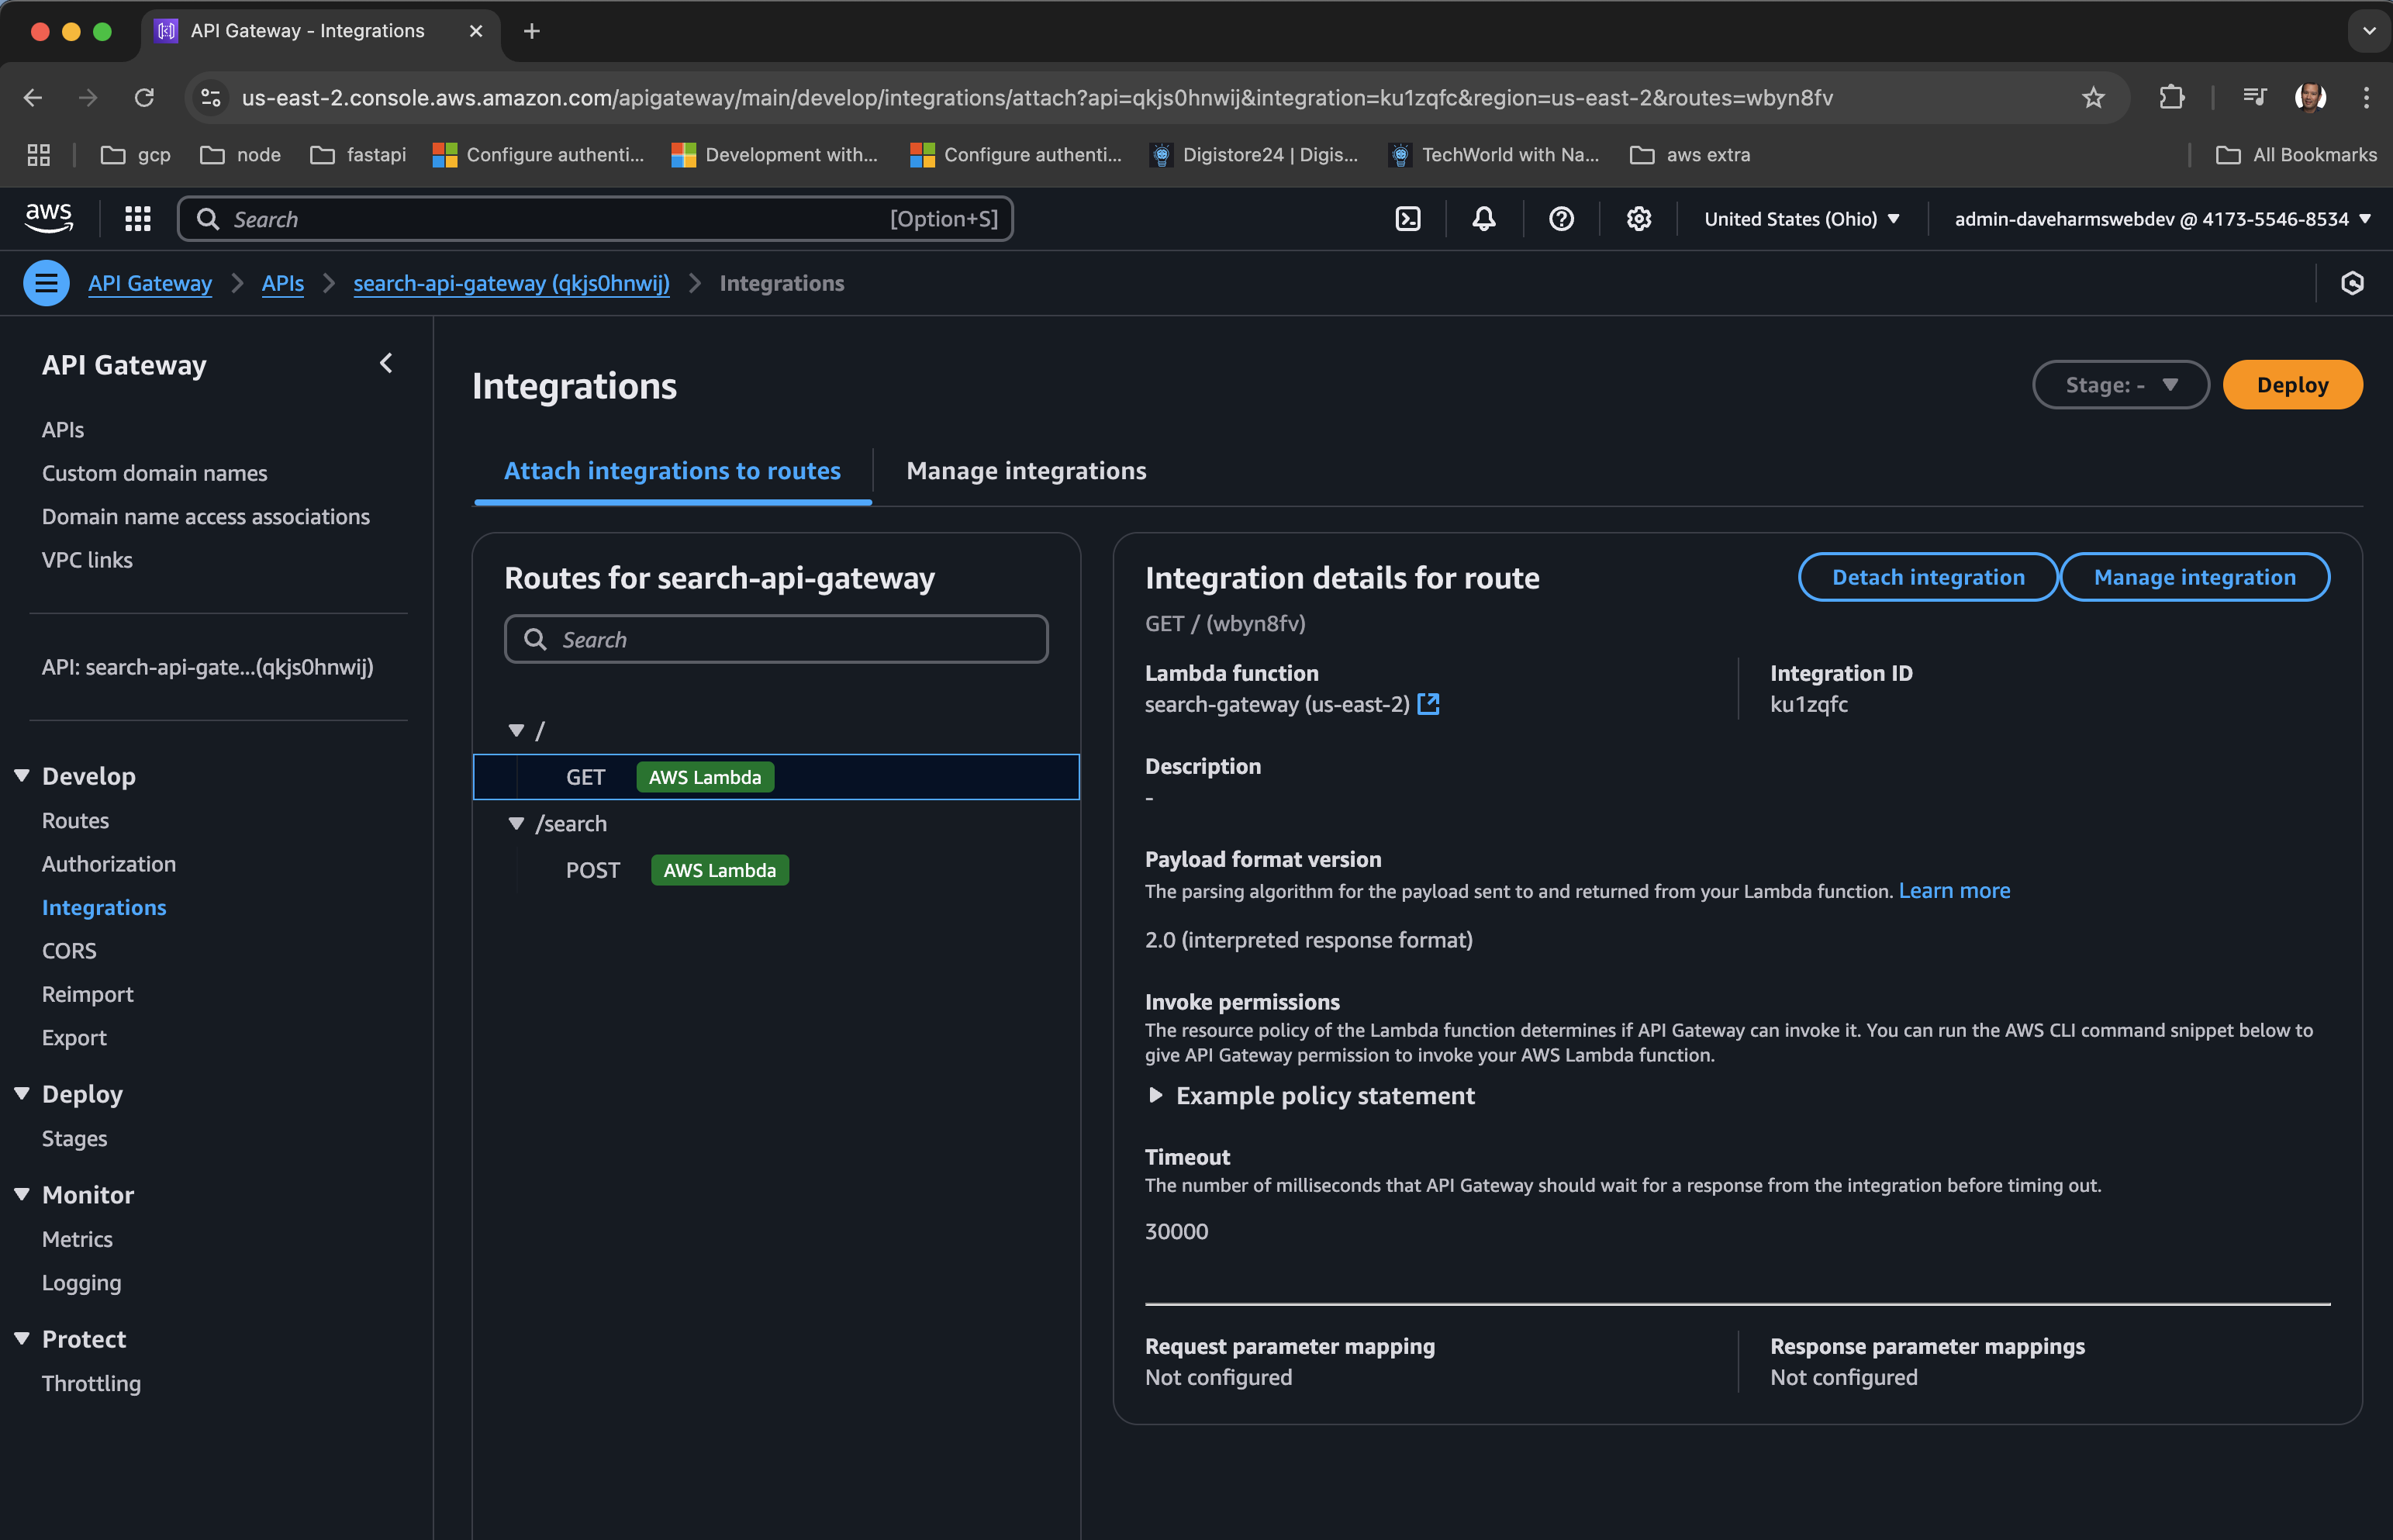 API Gateway - Integrations
us-east-2.console.aws.amazon.com/apigateway/main/develop/integrations/attach?api=qkjs0hnwij&integration=ku1zqfc&region=us-east-2&routes=wbyn8fv
gcp node fastapi Configure authenti... Development with... Configure authenti... Digistore24 | Digis... TechWorld with Na... aws extra All Bookmarks
aws Search [Option+S] United States (Ohio) admin-daveharmswebdev @ 4173-5546-8534
API Gateway APIs search-api-gateway (qkjs0hnwij) Integrations
API Gateway
APIs
Custom domain names
Domain name access associations
VPC links
API: search-api-gate...(qkjs0hnwij)
Develop
Routes
Authorization
Integrations
CORS
Reimport
Export
Deploy
Stages
Monitor
Metrics
Logging
Protect
Throttling
Integrations
Stage: - Deploy
Attach integrations to routes Manage integrations
Routes for search-api-gateway
Search
/
GET AWS Lambda
/search
POST AWS Lambda
Integration details for route
Detach integration Manage integration
GET / (wbyn8fv)
Lambda function
search-gateway (us-east-2)
Integration ID
ku1zqfc
Description
-
Payload format version
The parsing algorithm for the payload sent to and returned from your Lambda function. Learn more
2.0 (interpreted response format)
Invoke permissions
The resource policy of the Lambda function determines if API Gateway can invoke it. You can run the AWS CLI command snippet below to
give API Gateway permission to invoke your AWS Lambda function.
Example policy statement
Timeout
The number of milliseconds that API Gateway should wait for a response from the integration before timing out.
30000
Request parameter mapping
Not configured
Response parameter mappings
Not configured